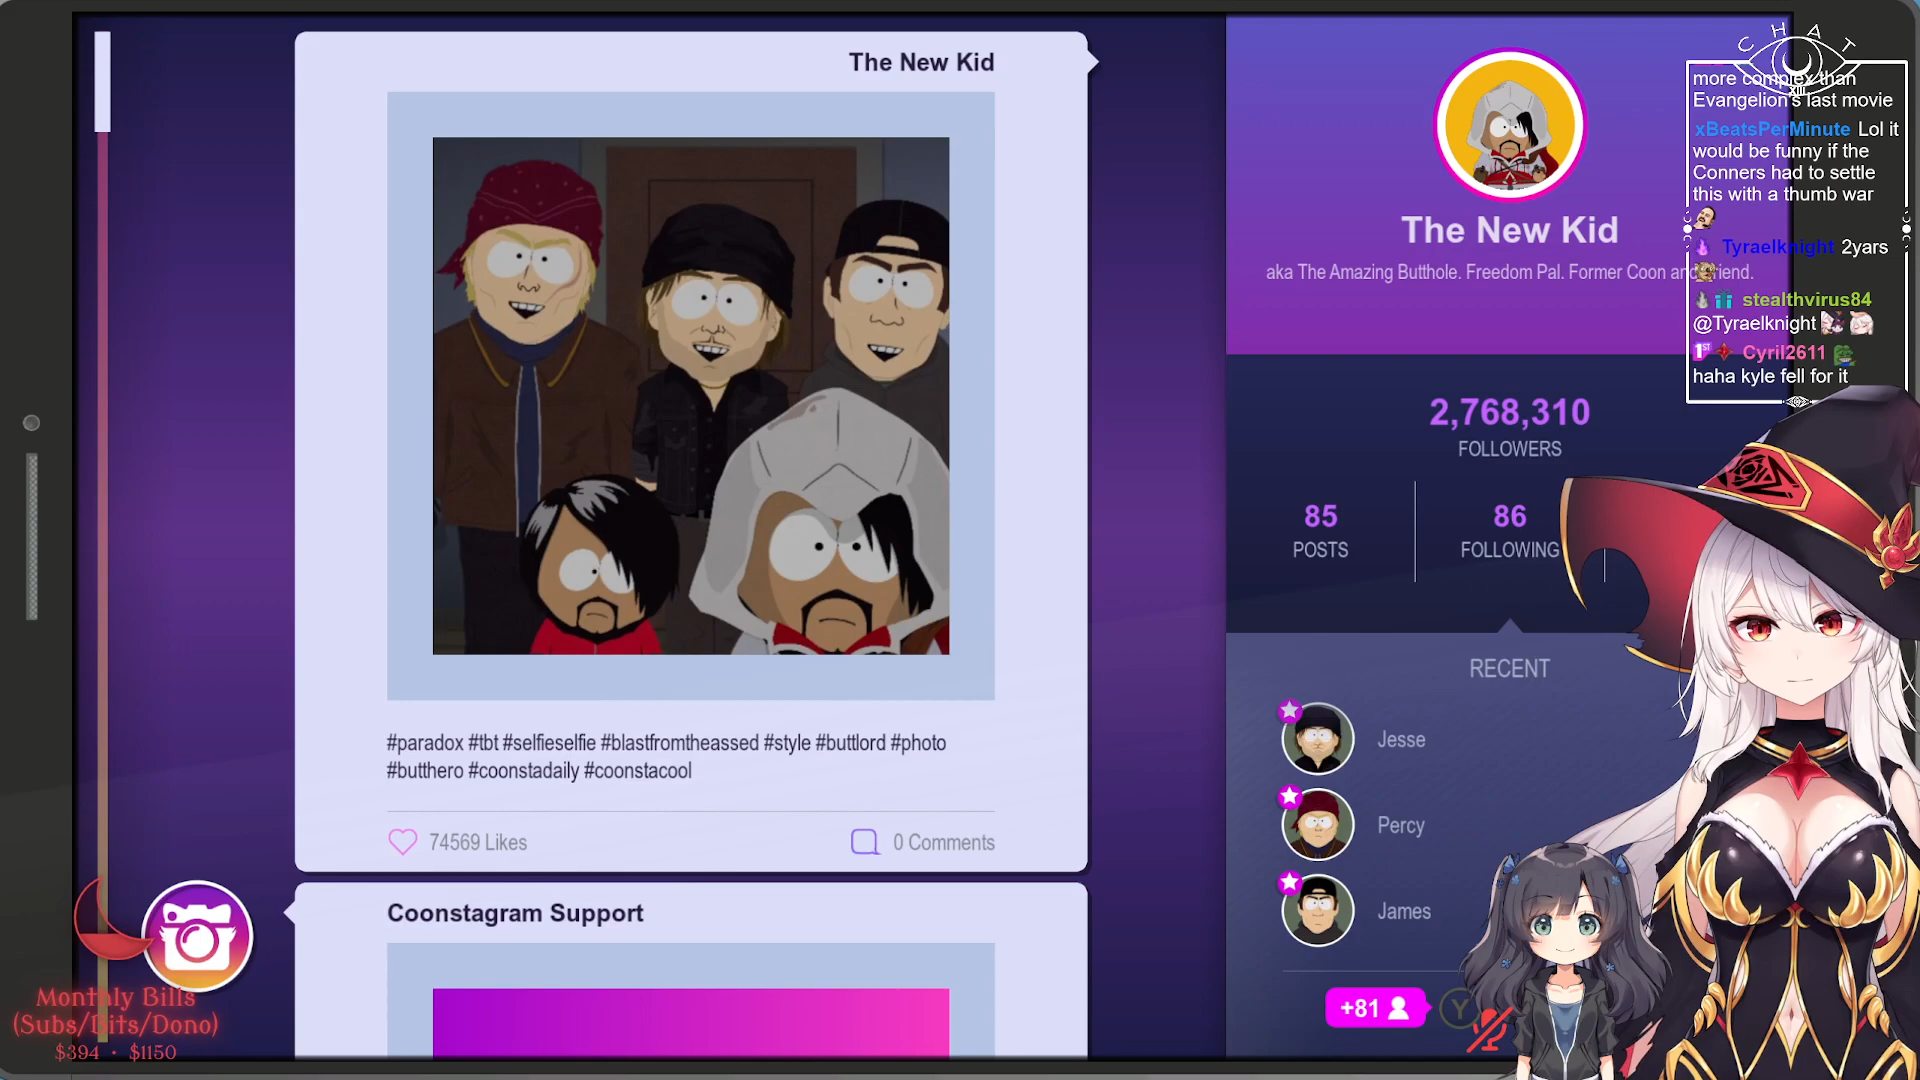 The New Kid
#paradox #tbt #selfieselfie #blastfromtheassed #style #buttlord #photo
#butthero #coonstadaily #coonstacool
74569 Likes
0 Comments
Coonstagram Support
The New Kid
aka The Amazing Butthole. Freedom Pal. Former Coon and Friend.
2,768,310
FOLLOWERS
85
POSTS
86
FOLLOWING
RECENT
Jesse
Percy
James
+81
Y
CHAT
XIII
more complex than
Evangelion's last movie
xBeatsPerMinute Lol it
would be funny if the
Conners had to settle
this with a thumb war
Tyraelknight 2yars
stealthvirus84
@Tyraelknight
1ST Cyril2611
haha kyle fell for it
Monthly Bills
(Subs/Bits/Dono)
$394 · $1150